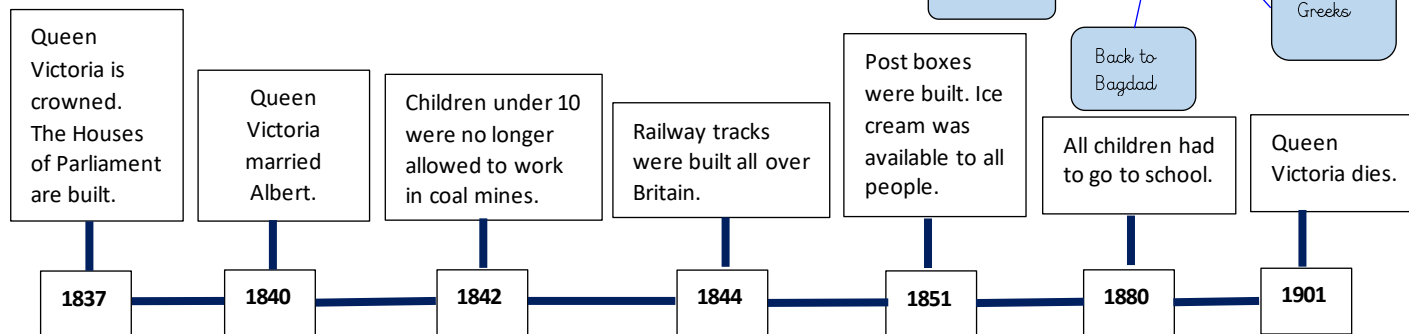 Greeks
Back to
Bagdad
Queen
Victoria is
crowned.
The Houses
of Parliament
are built.
Queen
Victoria
married
Albert.
Children under 10
were no longer
allowed to work
in coal mines.
Railway tracks
were built all over
Britain.
Post boxes
were built. Ice
cream was
available to all
people.
All children had
to go to school.
Queen
Victoria dies.
1837
1840
1842
1844
1851
1880
1901